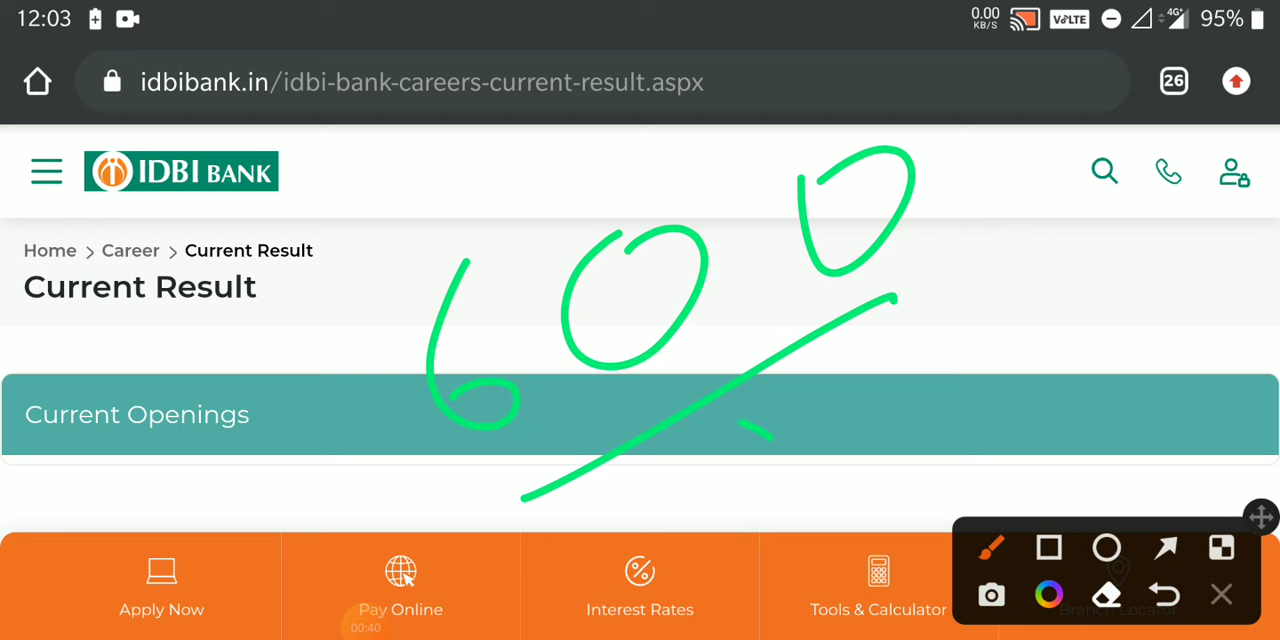 12:03 0.00 KB/S VoLTE 4G+ 95%
idbibank.in/idbi-bank-careers-current-result.aspx 26
IDBI BANK
Home > Career > Current Result
Current Result
600
Current Openings
Apply Now Pay Online Interest Rates Tools & Calculator Branch Locator
00:40